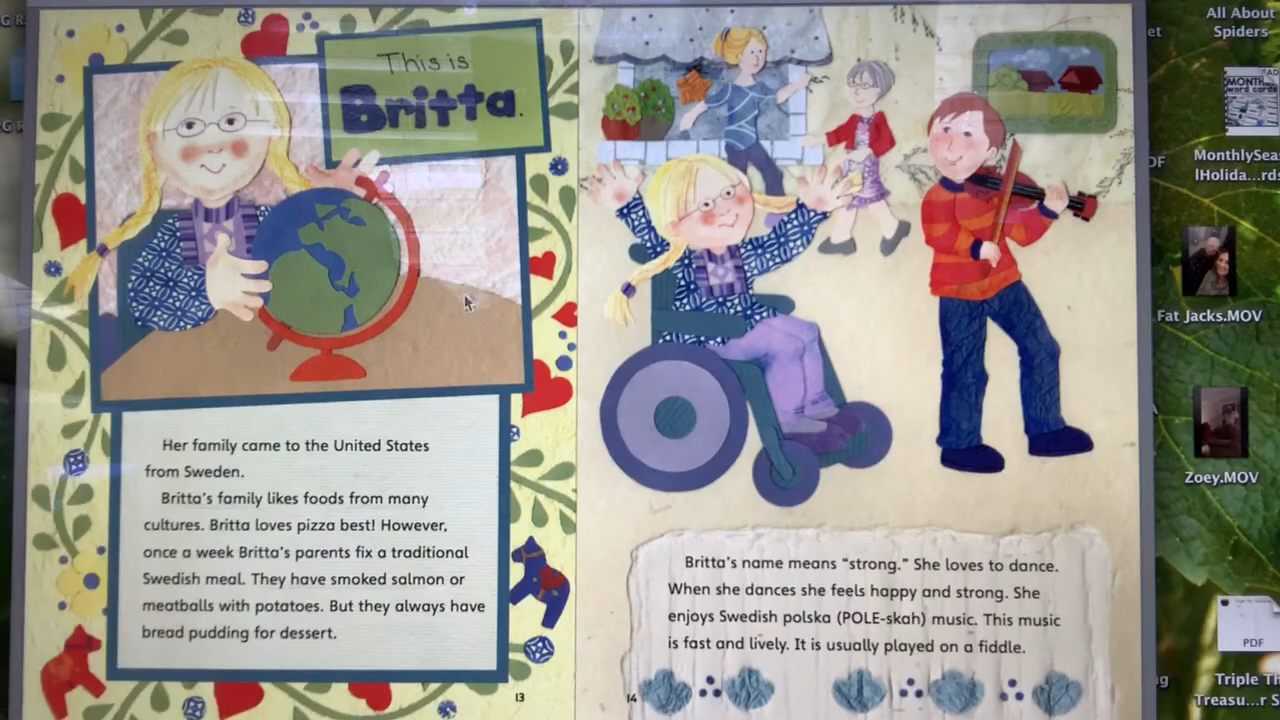 This is
Britta.
Her family came to the United States
from Sweden.
Britta's family likes foods from many
cultures. Britta loves pizza best! However,
once a week Britta's parents fix a traditional
Swedish meal. They have smoked salmon or
meatballs with potatoes. But they always have
bread pudding for dessert.
13
Britta's name means “strong.” She loves to dance.
When she dances she feels happy and strong. She
enjoys Swedish polska (POLE-skah) music. This music
is fast and lively. It is usually played on a fiddle.
14
All About
Spiders
MONTH
word cards
MonthlySea
lHolida...rds
Fat Jacks.MOV
Zoey.MOV
PDF
Triple Th
Treasu...r S